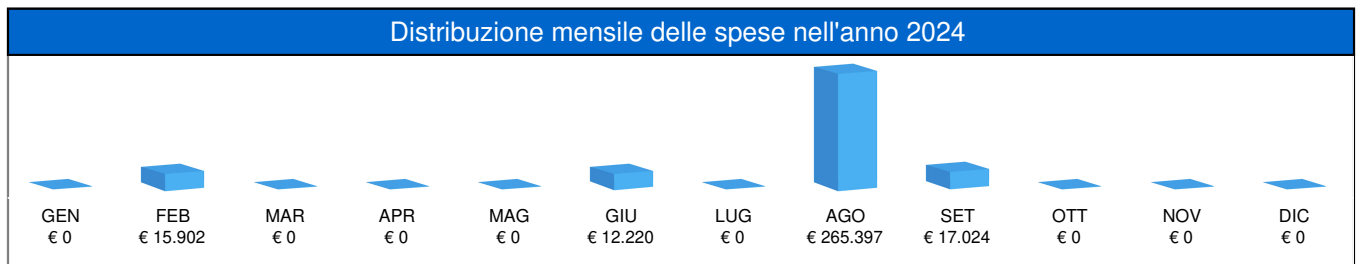 Distribuzione mensile delle spese nell'anno 2024
GEN FEB MAR APR MAG GIU LUG AGO SET OTT NOV DIC
€ 0 € 15.902 € 0 € 0 € 0 € 12.220 € 0 € 265.397 € 17.024 € 0 € 0 € 0